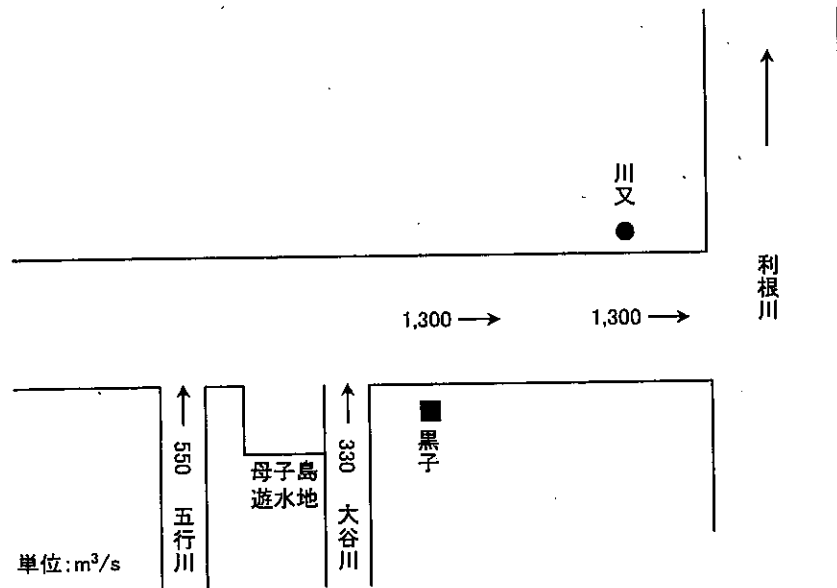 川又
利根川
1,300
1,300
黒子
550
五行川
母子島
遊水地
330
大谷川
単位:m³/s